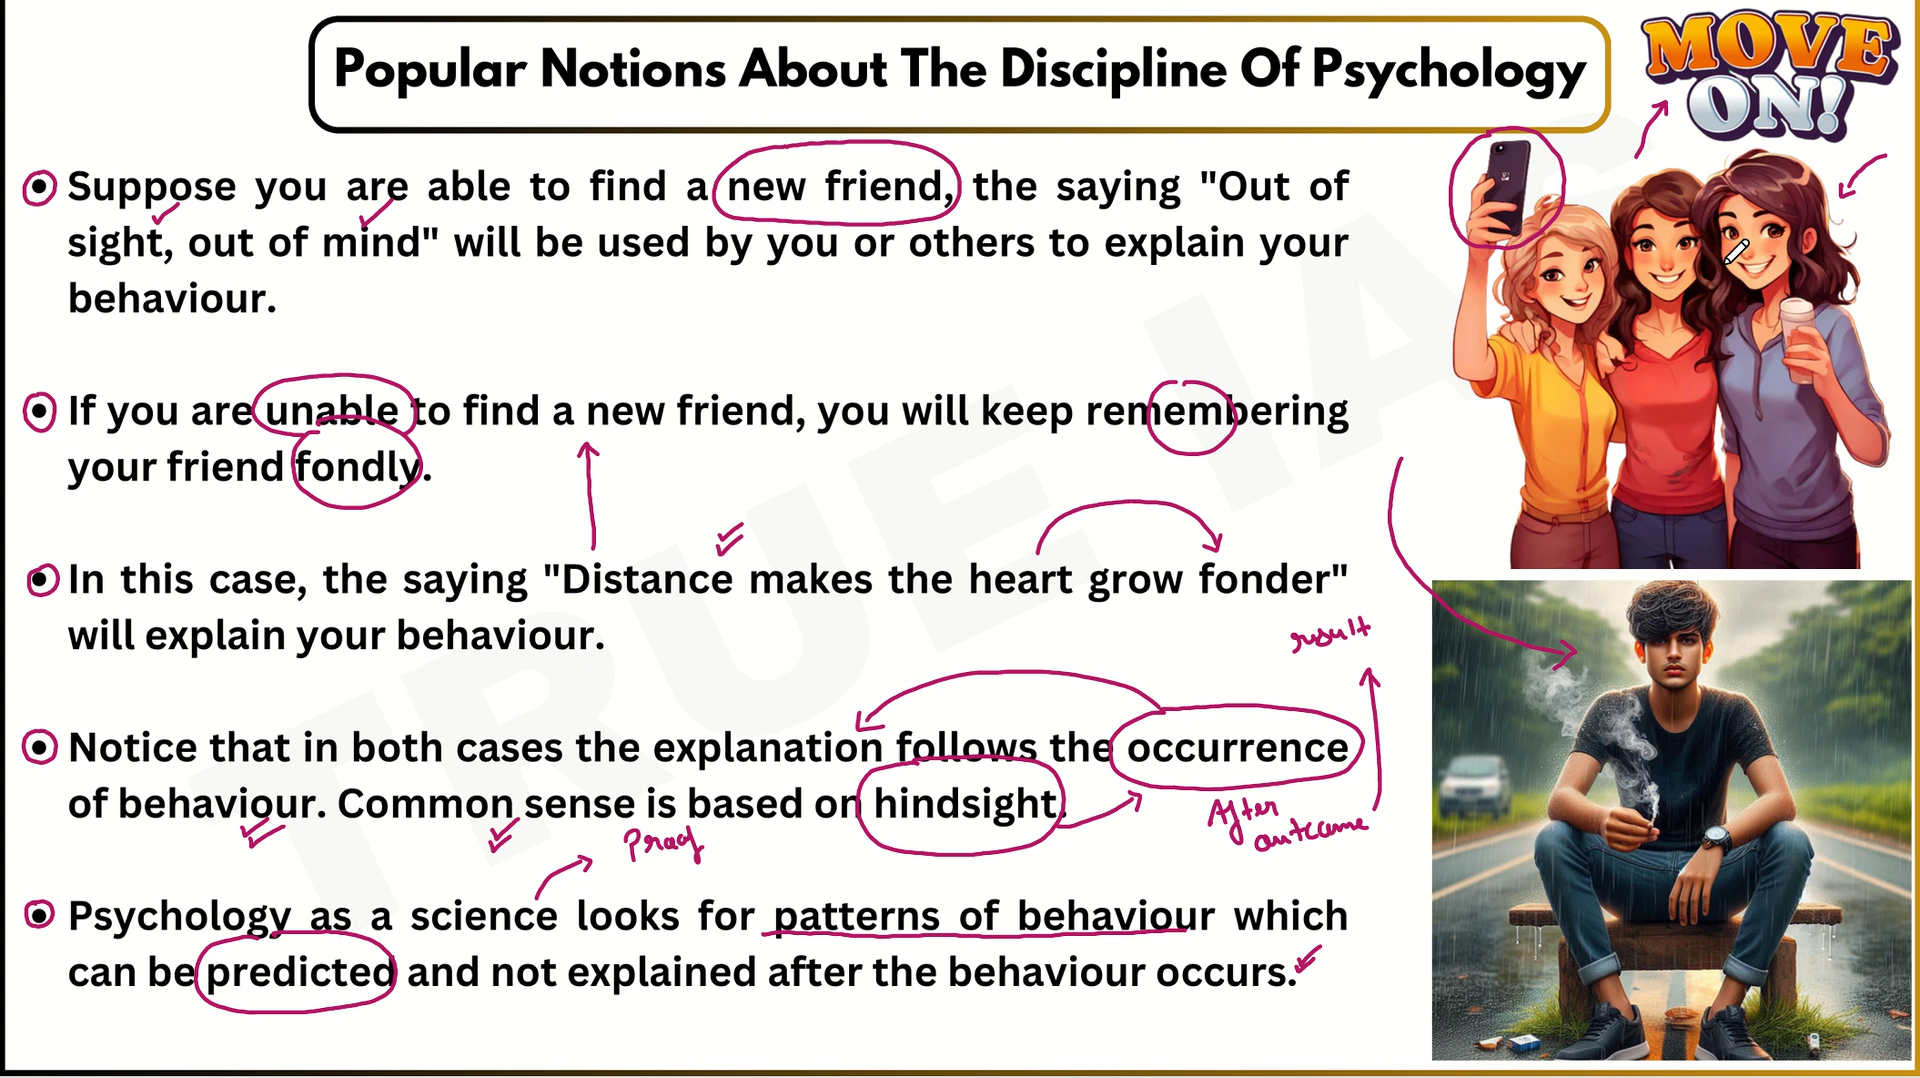 Popular Notions About The Discipline Of Psychology
MOVE
ON!
Suppose you are able to find a new friend, the saying "Out of
sight, out of mind" will be used by you or others to explain your
behaviour.
If you are unable to find a new friend, you will keep remembering
your friend fondly.
In this case, the saying "Distance makes the heart grow fonder"
will explain your behaviour.
result
Notice that in both cases the explanation follows the occurrence
of behaviour. Common sense is based on hindsight.
After
outcome
Proof
Psychology as a science looks for patterns of behaviour which
can be predicted and not explained after the behaviour occurs.
TRUE IAS